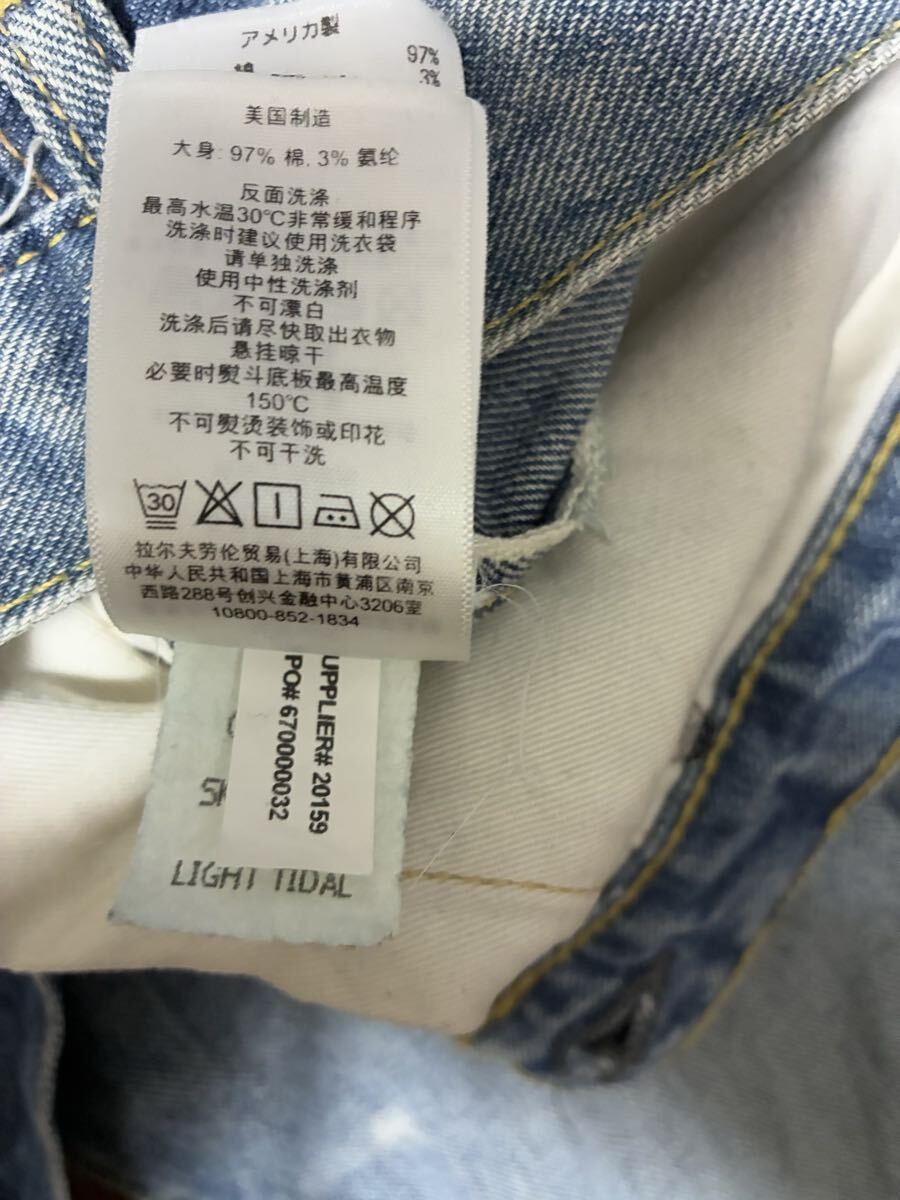 アメリカ製
97%
綿
3%
美国制造
大身: 97% 棉, 3% 氨纶
反面洗涤
最高水温30℃非常缓和程序
洗涤时建议使用洗衣袋
请单独洗涤
使用中性洗涤剂
不可漂白
洗涤后请尽快取出衣物
悬挂晾干
必要时熨斗底板最高温度
150℃
不可熨烫装饰或印花
不可干洗
30
拉尔夫劳伦贸易(上海)有限公司
中华人民共和国上海市黄浦区南京
西路288号创兴金融中心3206室
10800-852-1834
UPPLIER# 20159
PO# 670000032
LIGHT TIDAL